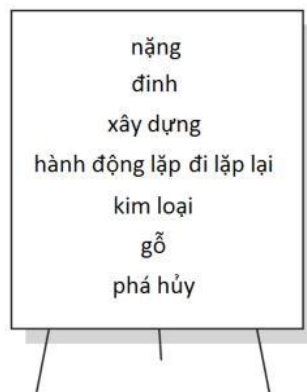 nặng
đinh
xây dựng
hành động lặp đi lặp lại
kim loại
gỗ
phá hủy